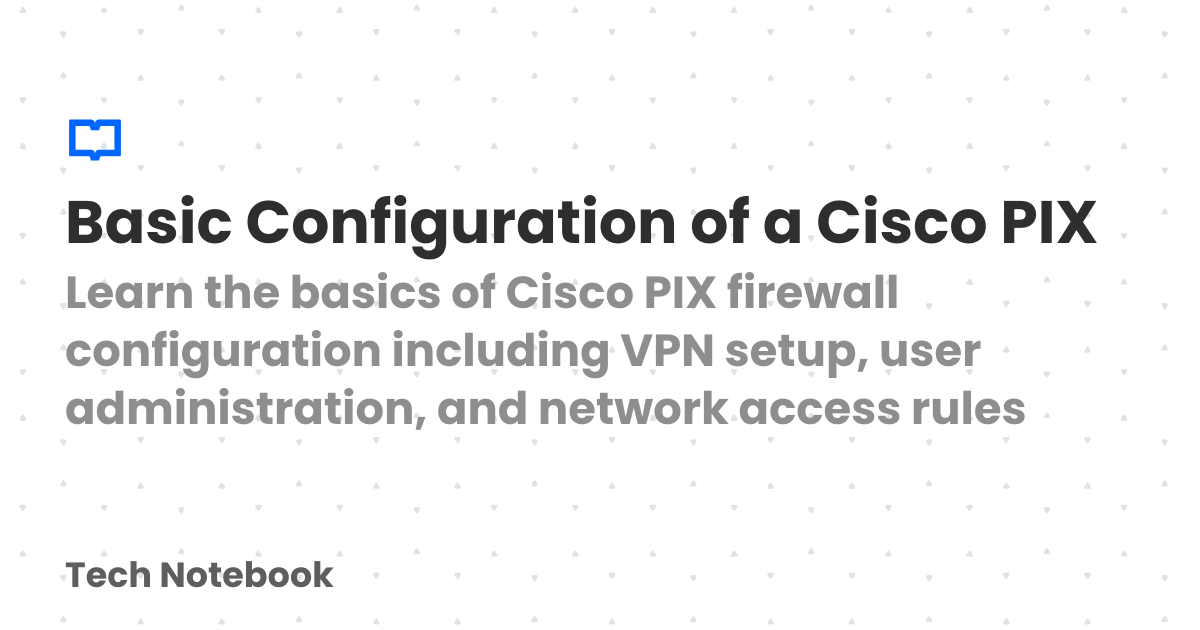 Basic Configuration of a Cisco PIX
Learn the basics of Cisco PIX firewall
configuration including VPN setup, user
administration, and network access rules
Tech Notebook